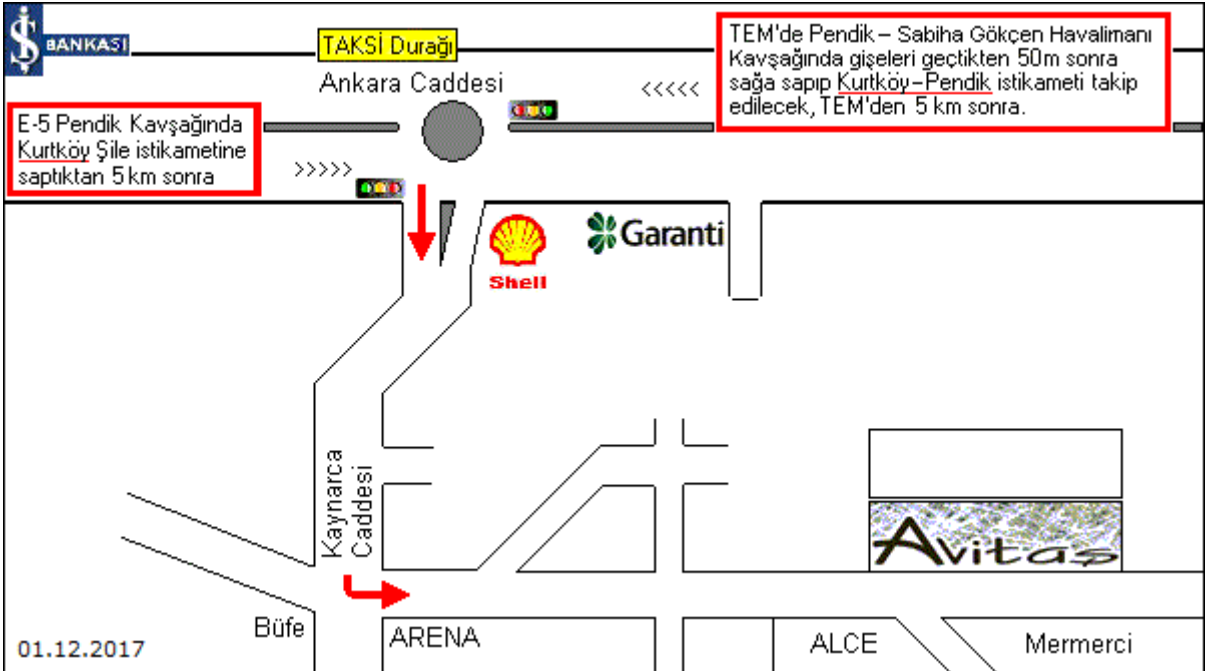 İŞ BANKASI
TAKSİ Durağı
Ankara Caddesi
<<<<<
TEM'de Pendik – Sabiha Gökçen Havalimanı
Kavşağında gişeleri geçtikten 50m sonra
sağa sapıp Kurtköy–Pendik istikameti takip
edilecek, TEM'den 5 km sonra.
E-5 Pendik Kavşağında
Kurtköy Şile istikametine
saptıktan 5 km sonra
>>>>>
Shell
Garanti
Kaynarca
Caddesi
Avitaş
Büfe
ARENA
ALCE
Mermerci
01.12.2017